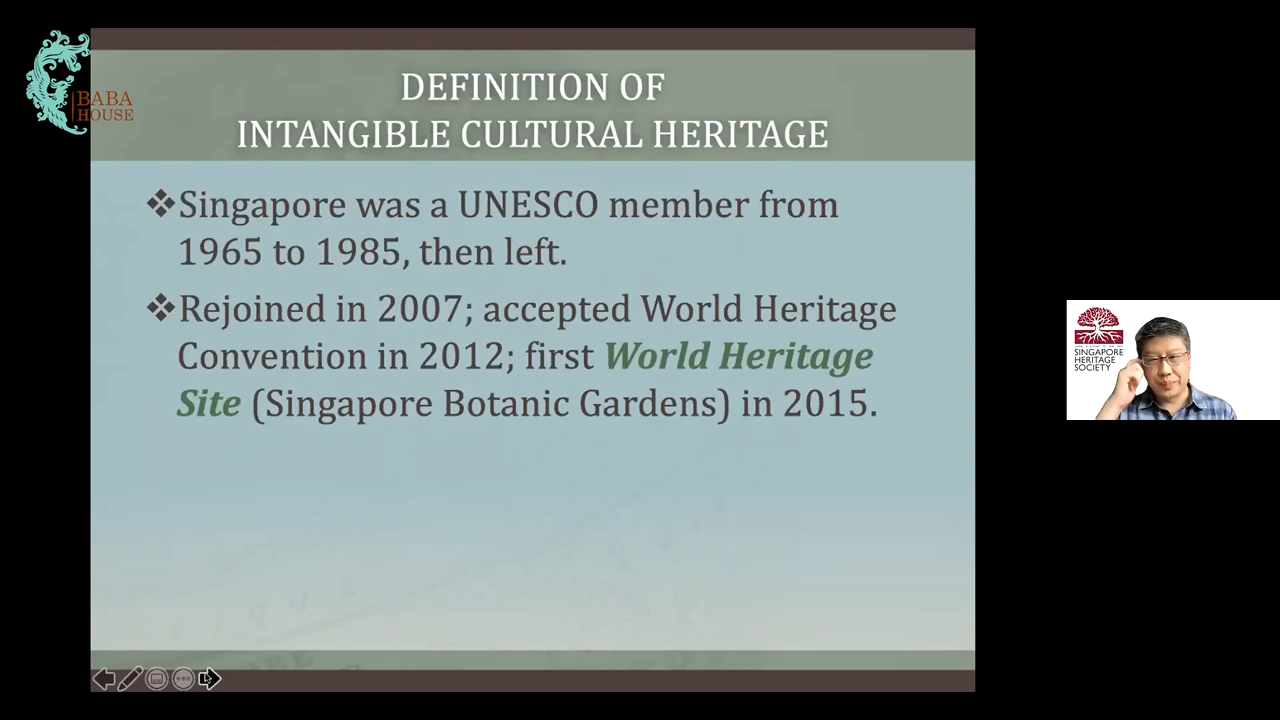 BABA
HOUSE
DEFINITION OF
INTANGIBLE CULTURAL HERITAGE
❖Singapore was a UNESCO member from
1965 to 1985, then left.
❖Rejoined in 2007; accepted World Heritage
Convention in 2012; first World Heritage
Site (Singapore Botanic Gardens) in 2015.
SINGAPORE
HERITAGE
SOCIETY